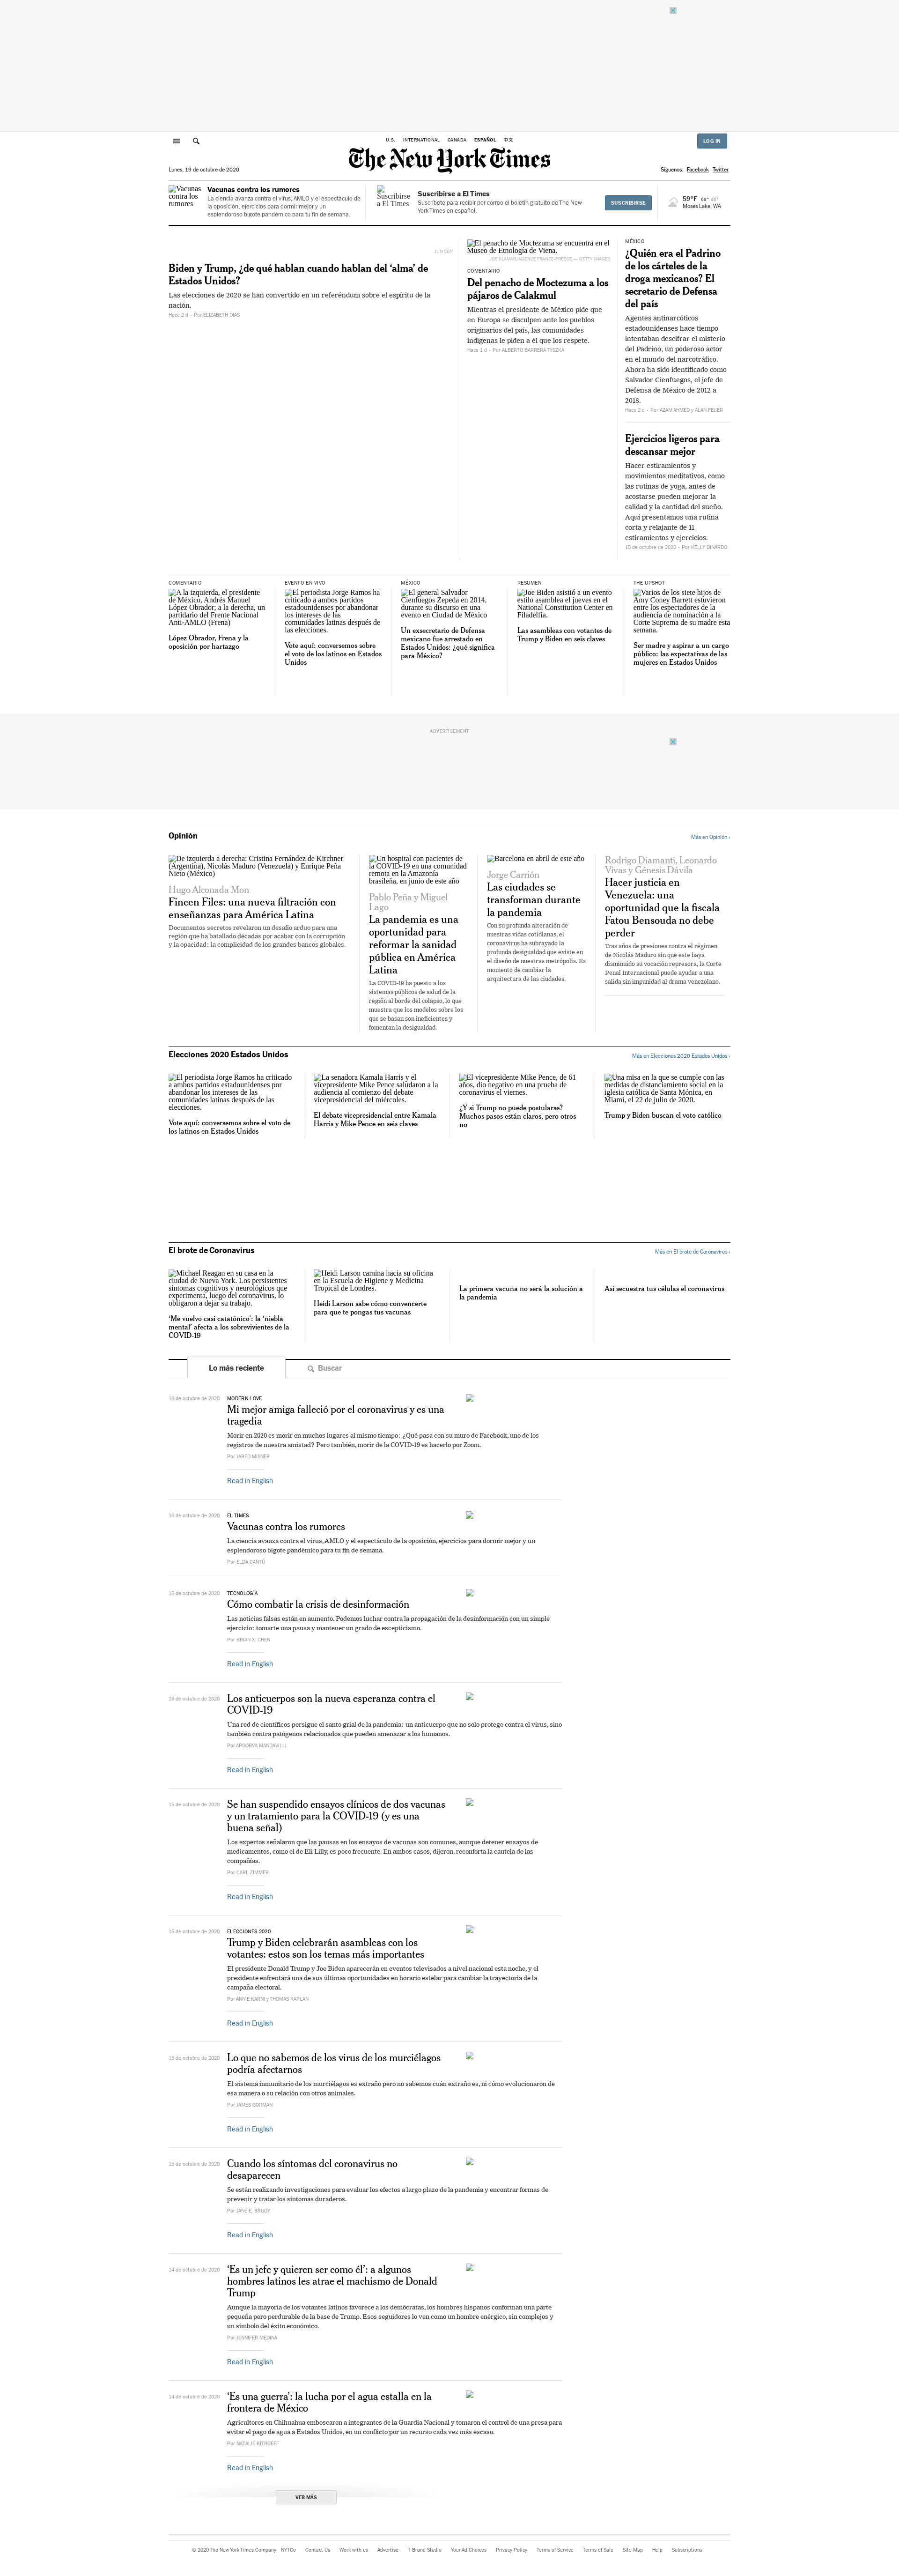 U.S. INTERNATIONAL CANADA ESPAÑOL 中文
LOG IN
The New York Times
Lunes, 19 de octubre de 2020
Síguenos: Facebook Twitter
Vacunas contra los rumores
Vacunas contra los rumores
La ciencia avanza contra el virus, AMLO y el espectáculo de
la oposición, ejercicios para dormir mejor y un
esplendoroso bigote pandémico para tu fin de semana.
Suscribirse a El Times
Suscribirse a El Times
Suscríbete para recibir por correo el boletín gratuito de The New
York Times en español.
SUSCRIBIRSE
59°F 66° 46°
Moses Lake, WA
JUN CEN
Biden y Trump, ¿de qué hablan cuando hablan del ‘alma’ de
Estados Unidos?
Las elecciones de 2020 se han convertido en un referéndum sobre el espíritu de la
nación.
Hace 2 d – Por ELIZABETH DIAS
El penacho de Moctezuma se encuentra en el
Museo de Etnología de Viena.
JOE KLAMAR/AGENCE FRANCE-PRESSE — GETTY IMAGES
COMENTARIO
Del penacho de Moctezuma a los
pájaros de Calakmul
Mientras el presidente de México pide que
en Europa se disculpen ante los pueblos
originarios del país, las comunidades
indígenas le piden a él que los respete.
Hace 1 d – Por ALBERTO BARRERA TYSZKA
MÉXICO
¿Quién era el Padrino
de los cárteles de la
droga mexicanos? El
secretario de Defensa
del país
Agentes antinarcóticos
estadounidenses hace tiempo
intentaban descifrar el misterio
del Padrino, un poderoso actor
en el mundo del narcotráfico.
Ahora ha sido identificado como
Salvador Cienfuegos, el jefe de
Defensa de México de 2012 a
2018.
Hace 2 d – Por AZAM AHMED y ALAN FEUER
Ejercicios ligeros para
descansar mejor
Hacer estiramientos y
movimientos meditativos, como
las rutinas de yoga, antes de
acostarse pueden mejorar la
calidad y la cantidad del sueño.
Aquí presentamos una rutina
corta y relajante de 11
estiramientos y ejercicios.
15 de octubre de 2020 – Por KELLY DINARDO
COMENTARIO
A la izquierda, el presidente
de México, Andrés Manuel
López Obrador; a la derecha, un
partidario del Frente Nacional
Anti-AMLO (Frena)
López Obrador, Frena y la
oposición por hartazgo
EVENTO EN VIVO
El periodista Jorge Ramos ha
criticado a ambos partidos
estadounidenses por abandonar
los intereses de las
comunidades latinas después de
las elecciones.
Vote aquí: conversemos sobre
el voto de los latinos en Estados
Unidos
MÉXICO
El general Salvador
Cienfuegos Zepeda en 2014,
durante su discurso en una
evento en Ciudad de México
Un exsecretario de Defensa
mexicano fue arrestado en
Estados Unidos: ¿qué significa
para México?
RESUMEN
Joe Biden asistió a un evento
estilo asamblea el jueves en el
National Constitution Center en
Filadelfia.
Las asambleas con votantes de
Trump y Biden en seis claves
THE UPSHOT
Varios de los siete hijos de
Amy Coney Barrett estuvieron
entre los espectadores de la
audiencia de nominación a la
Corte Suprema de su madre esta
semana.
Ser madre y aspirar a un cargo
público: las expectativas de las
mujeres en Estados Unidos
ADVERTISEMENT
Opinión
Más en Opinión ›
De izquierda a derecha: Cristina Fernández de Kirchner
(Argentina), Nicolás Maduro (Venezuela) y Enrique Peña
Nieto (México)
Hugo Alconada Mon
Fincen Files: una nueva filtración con
enseñanzas para América Latina
Documentos secretos revelaron un desafío arduo para una
región que ha batallado décadas por acabar con la corrupción
y la opacidad: la complicidad de los grandes bancos globales.
Un hospital con pacientes de
la COVID-19 en una comunidad
remota en la Amazonía
brasileña, en junio de este año
Pablo Peña y Miguel
Lago
La pandemia es una
oportunidad para
reformar la sanidad
pública en América
Latina
La COVID-19 ha puesto a los
sistemas públicos de salud de la
región al borde del colapso, lo que
muestra que los modelos sobre los
que se basan son ineficientes y
fomentan la desigualdad.
Barcelona en abril de este año
Jorge Carrión
Las ciudades se
transforman durante
la pandemia
Con su profunda alteración de
nuestras vidas cotidianas, el
coronavirus ha subrayado la
profunda desigualdad que existe en
el diseño de nuestras metrópolis. Es
momento de cambiar la
arquitectura de las ciudades.
Rodrigo Diamanti, Leonardo
Vivas y Génesis Dávila
Hacer justicia en
Venezuela: una
oportunidad que la fiscala
Fatou Bensouda no debe
perder
Tras años de presiones contra el régimen
de Nicolás Maduro sin que este haya
disminuido su vocación represora, la Corte
Penal Internacional puede ayudar a una
salida sin impunidad al drama venezolano.
Elecciones 2020 Estados Unidos
Más en Elecciones 2020 Estados Unidos ›
El periodista Jorge Ramos ha criticado
a ambos partidos estadounidenses por
abandonar los intereses de las
comunidades latinas después de las
elecciones.
Vote aquí: conversemos sobre el voto de
los latinos en Estados Unidos
La senadora Kamala Harris y el
vicepresidente Mike Pence saludaron a la
audiencia al comienzo del debate
vicepresidencial del miércoles.
El debate vicepresidencial entre Kamala
Harris y Mike Pence en seis claves
El vicepresidente Mike Pence, de 61
años, dio negativo en una prueba de
coronavirus el viernes.
¿Y si Trump no puede postularse?
Muchos pasos están claros, pero otros
no
Una misa en la que se cumple con las
medidas de distanciamiento social en la
iglesia católica de Santa Mónica, en
Miami, el 22 de julio de 2020.
Trump y Biden buscan el voto católico
El brote de Coronavirus
Más en El brote de Coronavirus ›
Michael Reagan en su casa en la
ciudad de Nueva York. Los persistentes
síntomas cognitivos y neurológicos que
experimenta, luego del coronavirus, lo
obligaron a dejar su trabajo.
‘Me vuelvo casi catatónico’: la ‘niebla
mental’ afecta a los sobrevivientes de la
COVID-19
Heidi Larson camina hacia su oficina
en la Escuela de Higiene y Medicina
Tropical de Londres.
Heidi Larson sabe cómo convencerte
para que te pongas tus vacunas
La primera vacuna no será la solución a
la pandemia
Así secuestra tus células el coronavirus
Lo más reciente
Buscar
18 de octubre de 2020
MODERN LOVE
Mi mejor amiga falleció por el coronavirus y es una
tragedia
Morir en 2020 es morir en muchos lugares al mismo tiempo: ¿Qué pasa con su muro de Facebook, uno de los
registros de nuestra amistad? Pero también, morir de la COVID-19 es hacerlo por Zoom.
Por JARED MISNER
Read in English
16 de octubre de 2020
EL TIMES
Vacunas contra los rumores
La ciencia avanza contra el virus, AMLO y el espectáculo de la oposición, ejercicios para dormir mejor y un
esplendoroso bigote pandémico para tu fin de semana.
Por ELDA CANTÚ
16 de octubre de 2020
TECNOLOGÍA
Cómo combatir la crisis de desinformación
Las noticias falsas están en aumento. Podemos luchar contra la propagación de la desinformación con un simple
ejercicio: tomarte una pausa y mantener un grado de escepticismo.
Por BRIAN X. CHEN
Read in English
16 de octubre de 2020
Los anticuerpos son la nueva esperanza contra el
COVID-19
Una red de científicos persigue el santo grial de la pandemia: un anticuerpo que no solo protege contra el virus, sino
también contra patógenos relacionados que pueden amenazar a los humanos.
Por APOORVA MANDAVILLI
Read in English
15 de octubre de 2020
Se han suspendido ensayos clínicos de dos vacunas
y un tratamiento para la COVID-19 (y es una
buena señal)
Los expertos señalaron que las pausas en los ensayos de vacunas son comunes, aunque detener ensayos de
medicamentos, como el de Eli Lilly, es poco frecuente. En ambos casos, dijeron, reconforta la cautela de las
compañías.
Por CARL ZIMMER
Read in English
15 de octubre de 2020
ELECCIONES 2020
Trump y Biden celebrarán asambleas con los
votantes: estos son los temas más importantes
El presidente Donald Trump y Joe Biden aparecerán en eventos televisados a nivel nacional esta noche, y el
presidente enfrentará una de sus últimas oportunidades en horario estelar para cambiar la trayectoria de la
campaña electoral.
Por ANNIE KARNI y THOMAS KAPLAN
Read in English
15 de octubre de 2020
Lo que no sabemos de los virus de los murciélagos
podría afectarnos
El sistema inmunitario de los murciélagos es extraño pero no sabemos cuán extraño es, ni cómo evolucionaron de
esa manera o su relación con otros animales.
Por JAMES GORMAN
Read in English
15 de octubre de 2020
Cuando los síntomas del coronavirus no
desaparecen
Se están realizando investigaciones para evaluar los efectos a largo plazo de la pandemia y encontrar formas de
prevenir y tratar los síntomas duraderos.
Por JANE E. BRODY
Read in English
14 de octubre de 2020
‘Es un jefe y quieren ser como él’: a algunos
hombres latinos les atrae el machismo de Donald
Trump
Aunque la mayoría de los votantes latinos favorece a los demócratas, los hombres hispanos conforman una parte
pequeña pero perdurable de la base de Trump. Esos seguidores lo ven como un hombre enérgico, sin complejos y
un símbolo del éxito económico.
Por JENNIFER MEDINA
Read in English
14 de octubre de 2020
‘Es una guerra’: la lucha por el agua estalla en la
frontera de México
Agricultores en Chihuahua emboscaron a integrantes de la Guardia Nacional y tomaron el control de una presa para
evitar el pago de agua a Estados Unidos, en un conflicto por un recurso cada vez más escaso.
Por NATALIE KITROEFF
Read in English
VER MÁS
© 2020 The New York Times Company NYTCo Contact Us Work with us Advertise T Brand Studio Your Ad Choices Privacy Policy Terms of Service Terms of Sale Site Map Help Subscriptions